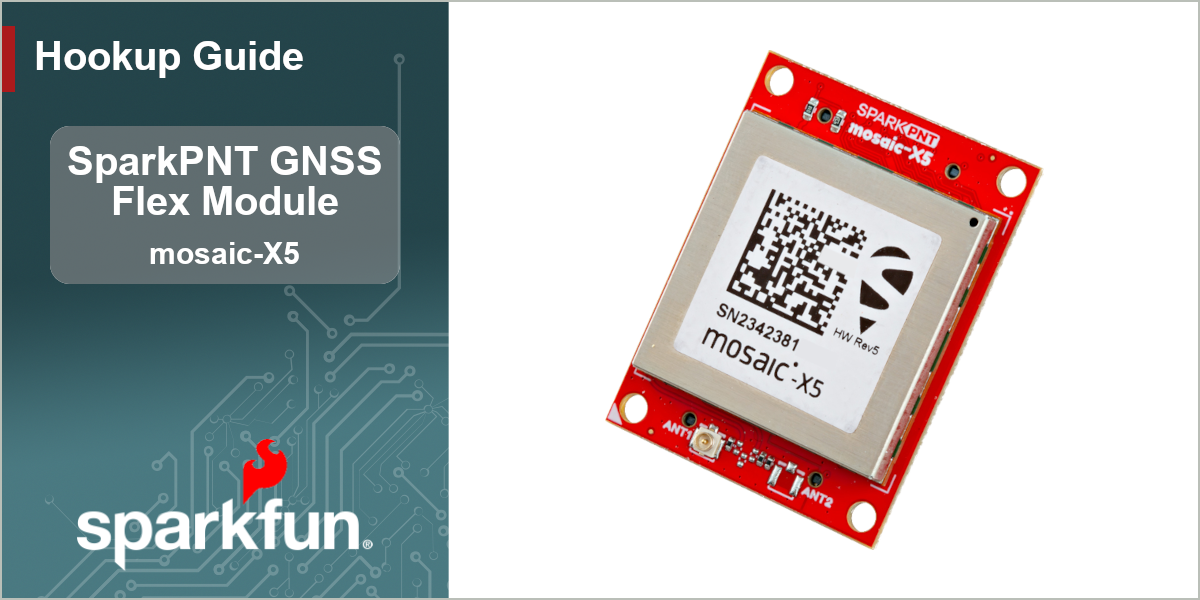 Hookup Guide
SparkPNT GNSS
Flex Module
mosaic-X5
sparkfun®
SPARKPNT
mosaic-X5
SN2342381
HW Rev5
mosaic-X5
ANT1
ANT2